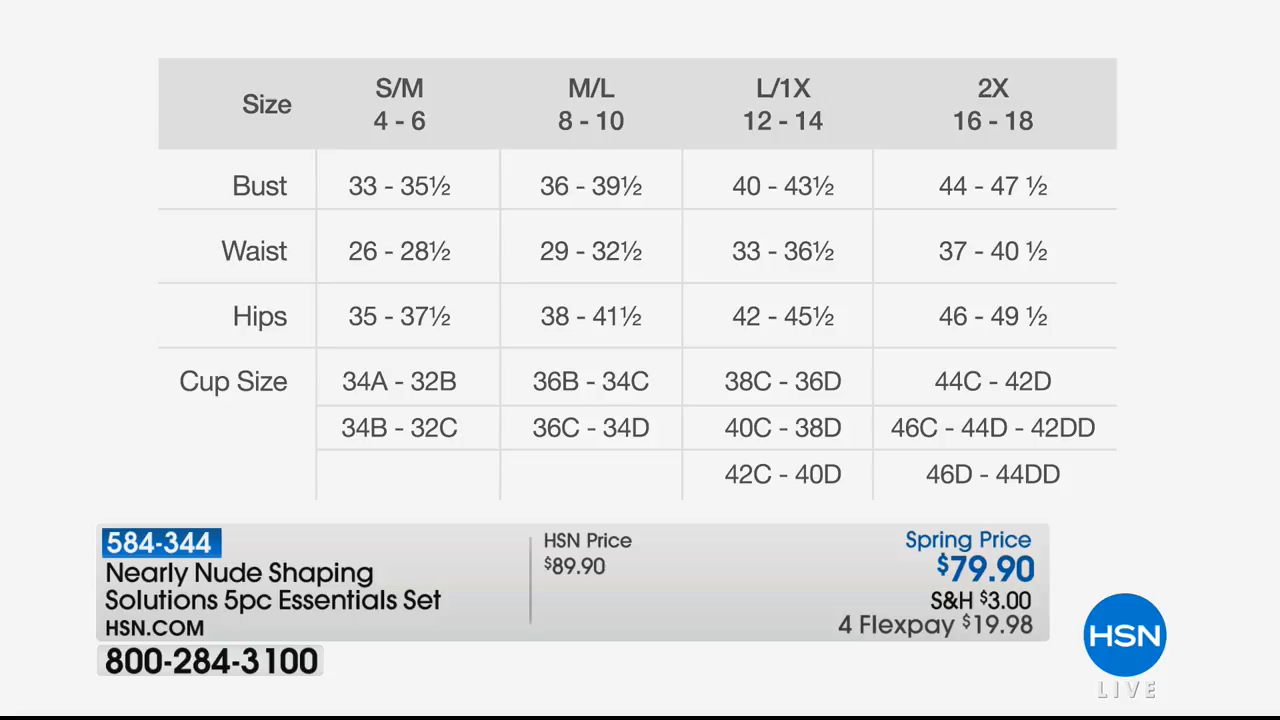 Size S/M M/L L/1X 2X
4 - 6 8 - 10 12 - 14 16 - 18
Bust 33 - 35½ 36 - 39½ 40 - 43½ 44 - 47 ½
Waist 26 - 28½ 29 - 32½ 33 - 36½ 37 - 40 ½
Hips 35 - 37½ 38 - 41½ 42 - 45½ 46 - 49 ½
Cup Size 34A - 32B 36B - 34C 38C - 36D 44C - 42D
34B - 32C 36C - 34D 40C - 38D 46C - 44D - 42DD
42C - 40D 46D - 44DD
584-344
Nearly Nude Shaping
Solutions 5pc Essentials Set
HSN.COM
800-284-3100
HSN Price
$89.90
Spring Price
$79.90
S&H $3.00
4 Flexpay $19.98
HSN
LIVE